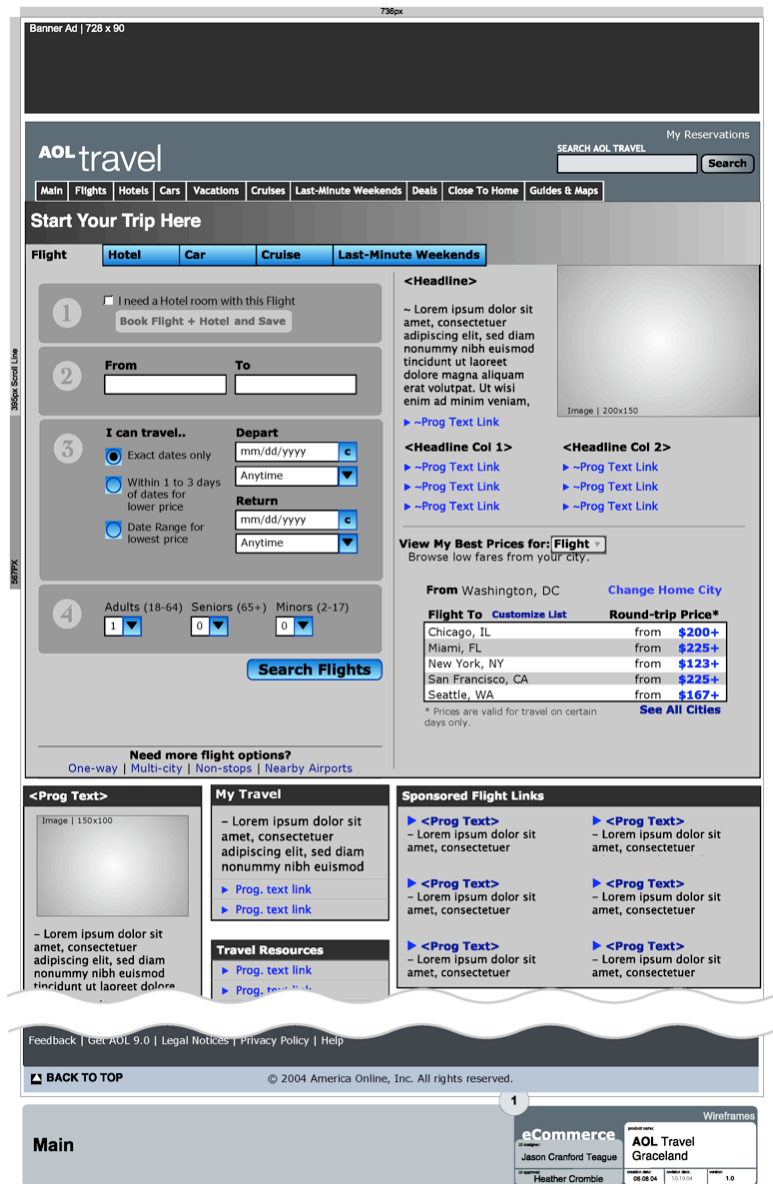 736px
Banner Ad | 728 x 90
My Reservations
AOL travel
SEARCH AOL TRAVEL
Search
Main Flights Hotels Cars Vacations Cruises Last-Minute Weekends Deals Close To Home Guides & Maps
Start Your Trip Here
Flight Hotel Car Cruise Last-Minute Weekends
1
I need a Hotel room with this Flight
Book Flight + Hotel and Save
2
From To
395px Scroll Line
3
I can travel..
Exact dates only
Within 1 to 3 days
of dates for
lower price
Date Range for
lowest price
Depart
mm/dd/yyyy c
Anytime
Return
mm/dd/yyyy c
Anytime
567PX
4
Adults (18-64) Seniors (65+) Minors (2-17)
1 0 0
Search Flights
Need more flight options?
One-way | Multi-city | Non-stops | Nearby Airports
<Headline>
~ Lorem ipsum dolor sit
amet, consectetuer
adipiscing elit, sed diam
nonummy nibh euismod
tincidunt ut laoreet
dolore magna aliquam
erat volutpat. Ut wisi
enim ad minim veniam,
~Prog Text Link
Image | 200x150
<Headline Col 1>
~Prog Text Link
~Prog Text Link
~Prog Text Link
<Headline Col 2>
~Prog Text Link
~Prog Text Link
~Prog Text Link
View My Best Prices for: Flight
Browse low fares from your city.
From Washington, DC Change Home City
Flight To Customize List Round-trip Price*
Chicago, IL from $200+
Miami, FL from $225+
New York, NY from $123+
San Francisco, CA from $225+
Seattle, WA from $167+
* Prices are valid for travel on certain
days only.
See All Cities
<Prog Text>
Image | 150x100
– Lorem ipsum dolor sit
amet, consectetuer
adipiscing elit, sed diam
nonummy nibh euismod
tincidunt ut laoreet dolore
My Travel
– Lorem ipsum dolor sit
amet, consectetuer
adipiscing elit, sed diam
nonummy nibh euismod
Prog. text link
Prog. text link
Travel Resources
Prog. text link
Prog. text link
Sponsored Flight Links
<Prog Text>
– Lorem ipsum dolor sit
amet, consectetuer
<Prog Text>
– Lorem ipsum dolor sit
amet, consectetuer
<Prog Text>
– Lorem ipsum dolor sit
amet, consectetuer
<Prog Text>
– Lorem ipsum dolor sit
amet, consectetuer
<Prog Text>
– Lorem ipsum dolor sit
amet, consectetuer
<Prog Text>
– Lorem ipsum dolor sit
amet, consectetuer
Feedback | Get AOL 9.0 | Legal Notices | Privacy Policy | Help
BACK TO TOP
© 2004 America Online, Inc. All rights reserved.
Main
1
Wireframes
eCommerce
UI designer:
Jason Cranford Teague
UI approval:
Heather Crombie
product name:
AOL Travel
Graceland
creation date:
08.08.04
revision date:
10.19.04
version
1.0